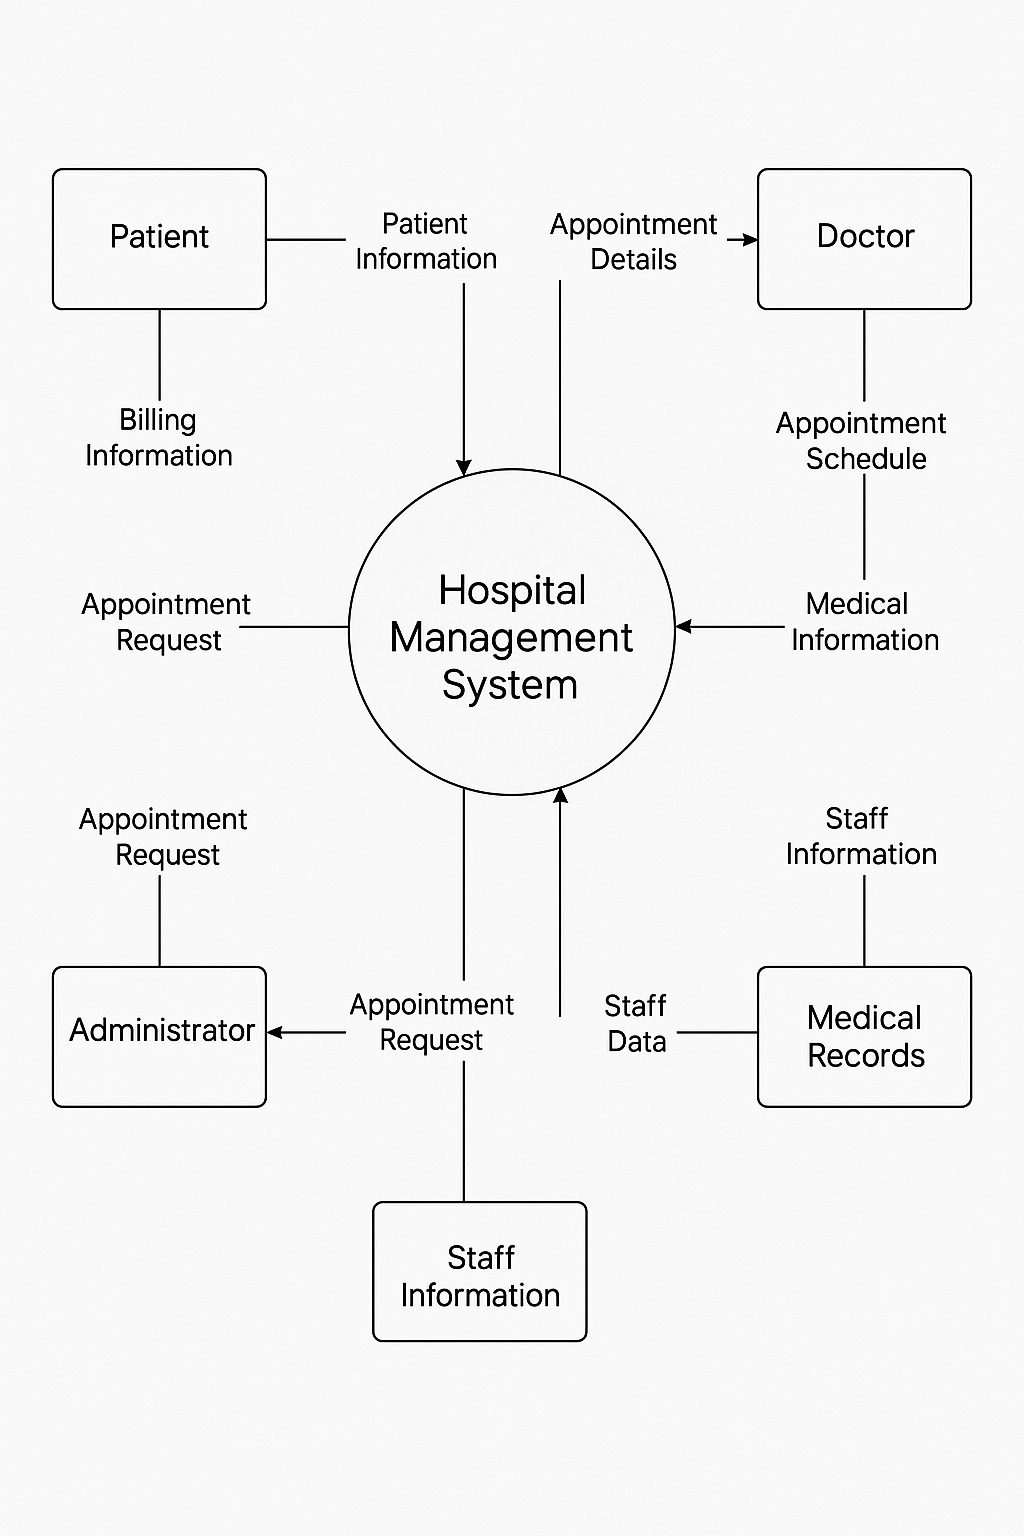 Patient
Patient
Information
Appointment
Details
Doctor
Billing
Information
Appointment
Schedule
Appointment
Request
Hospital
Management
System
Medical
Information
Appointment
Request
Staff
Information
Administrator
Appointment
Request
Staff
Data
Medical
Records
Staff
Information